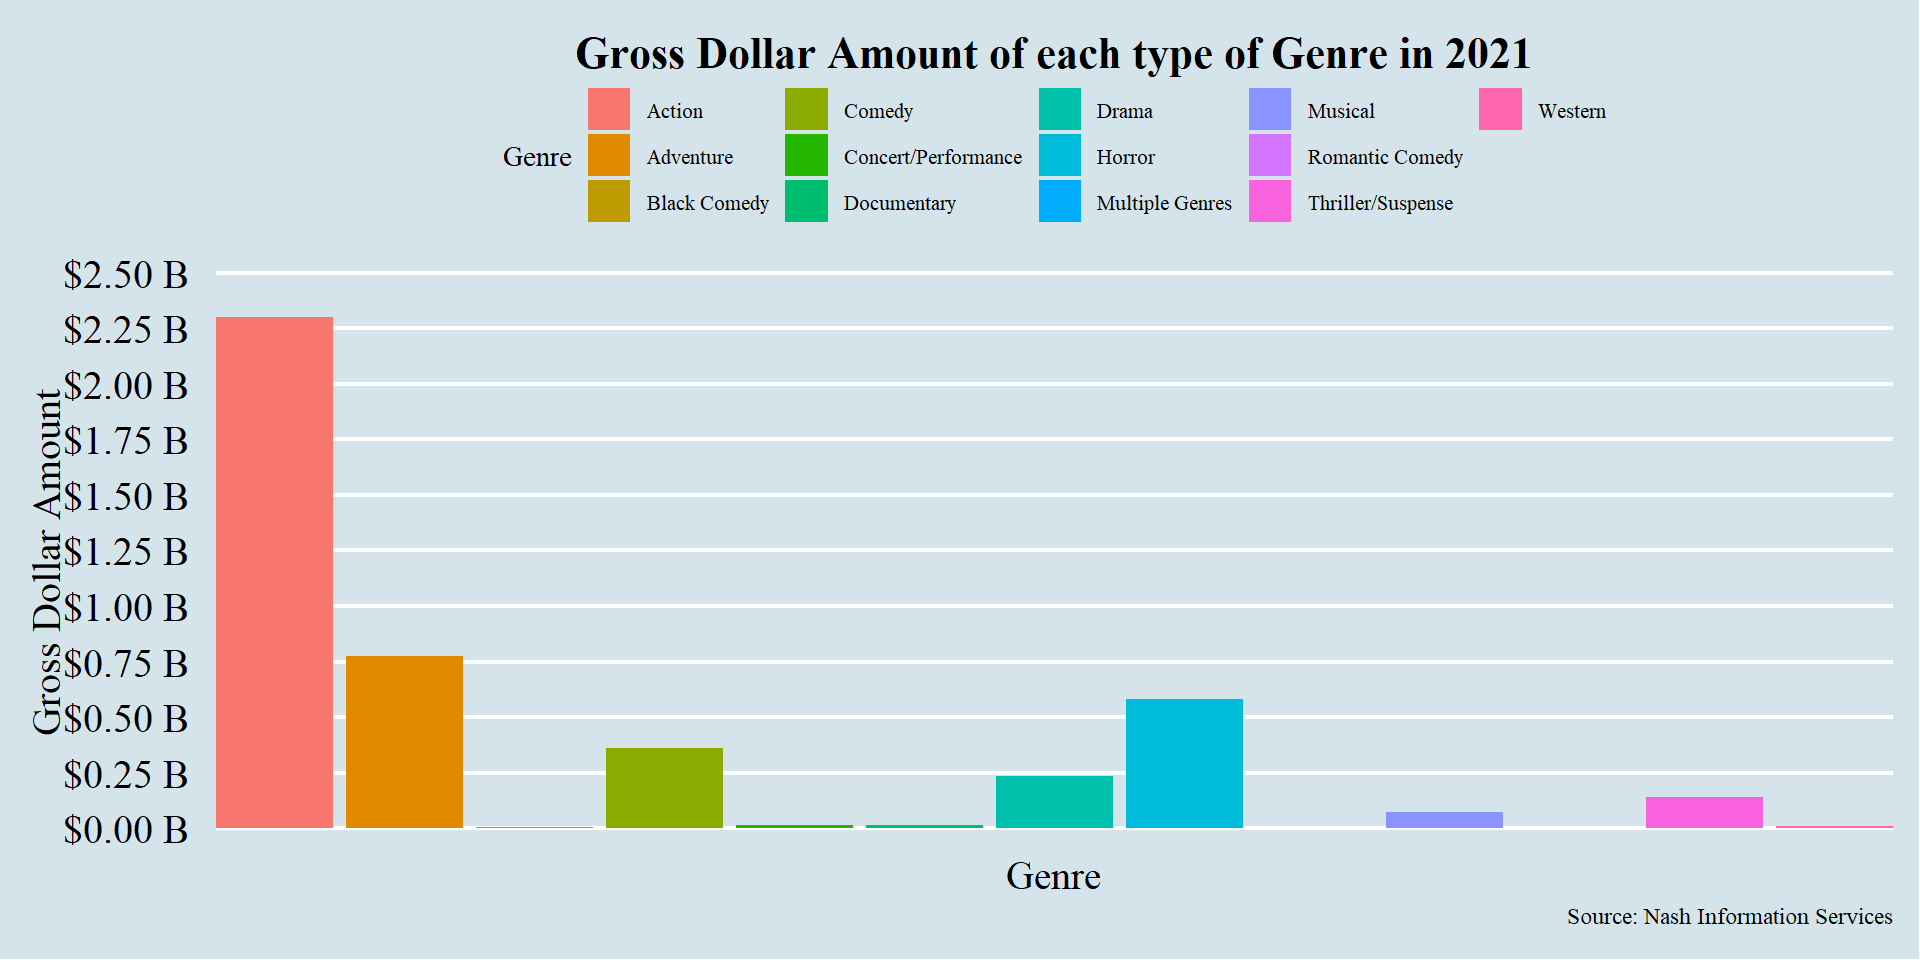 Gross Dollar Amount of each type of Genre in 2021
Genre
Action
Adventure
Black Comedy
Comedy
Concert/Performance
Documentary
Drama
Horror
Multiple Genres
Musical
Romantic Comedy
Thriller/Suspense
Western
Gross Dollar Amount
$2.50 B
$2.25 B
$2.00 B
$1.75 B
$1.50 B
$1.25 B
$1.00 B
$0.75 B
$0.50 B
$0.25 B
$0.00 B
Genre
Source: Nash Information Services